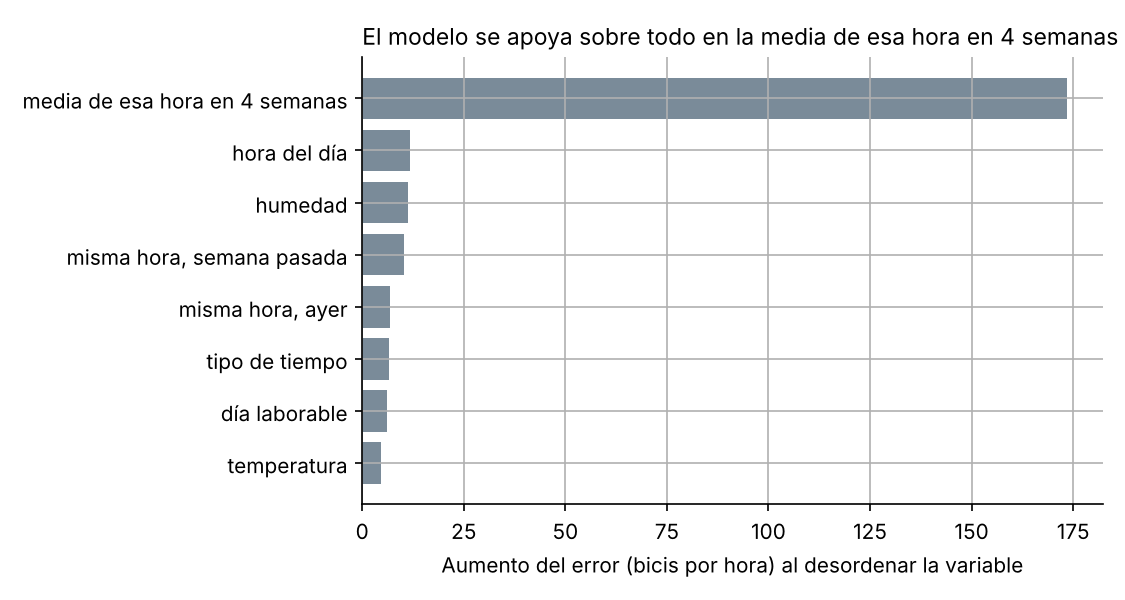 El modelo se apoya sobre todo en la media de esa hora en 4 semanas
media de esa hora en 4 semanas
hora del día
humedad
misma hora, semana pasada
misma hora, ayer
tipo de tiempo
día laborable
temperatura
0 25 50 75 100 125 150 175
Aumento del error (bicis por hora) al desordenar la variable